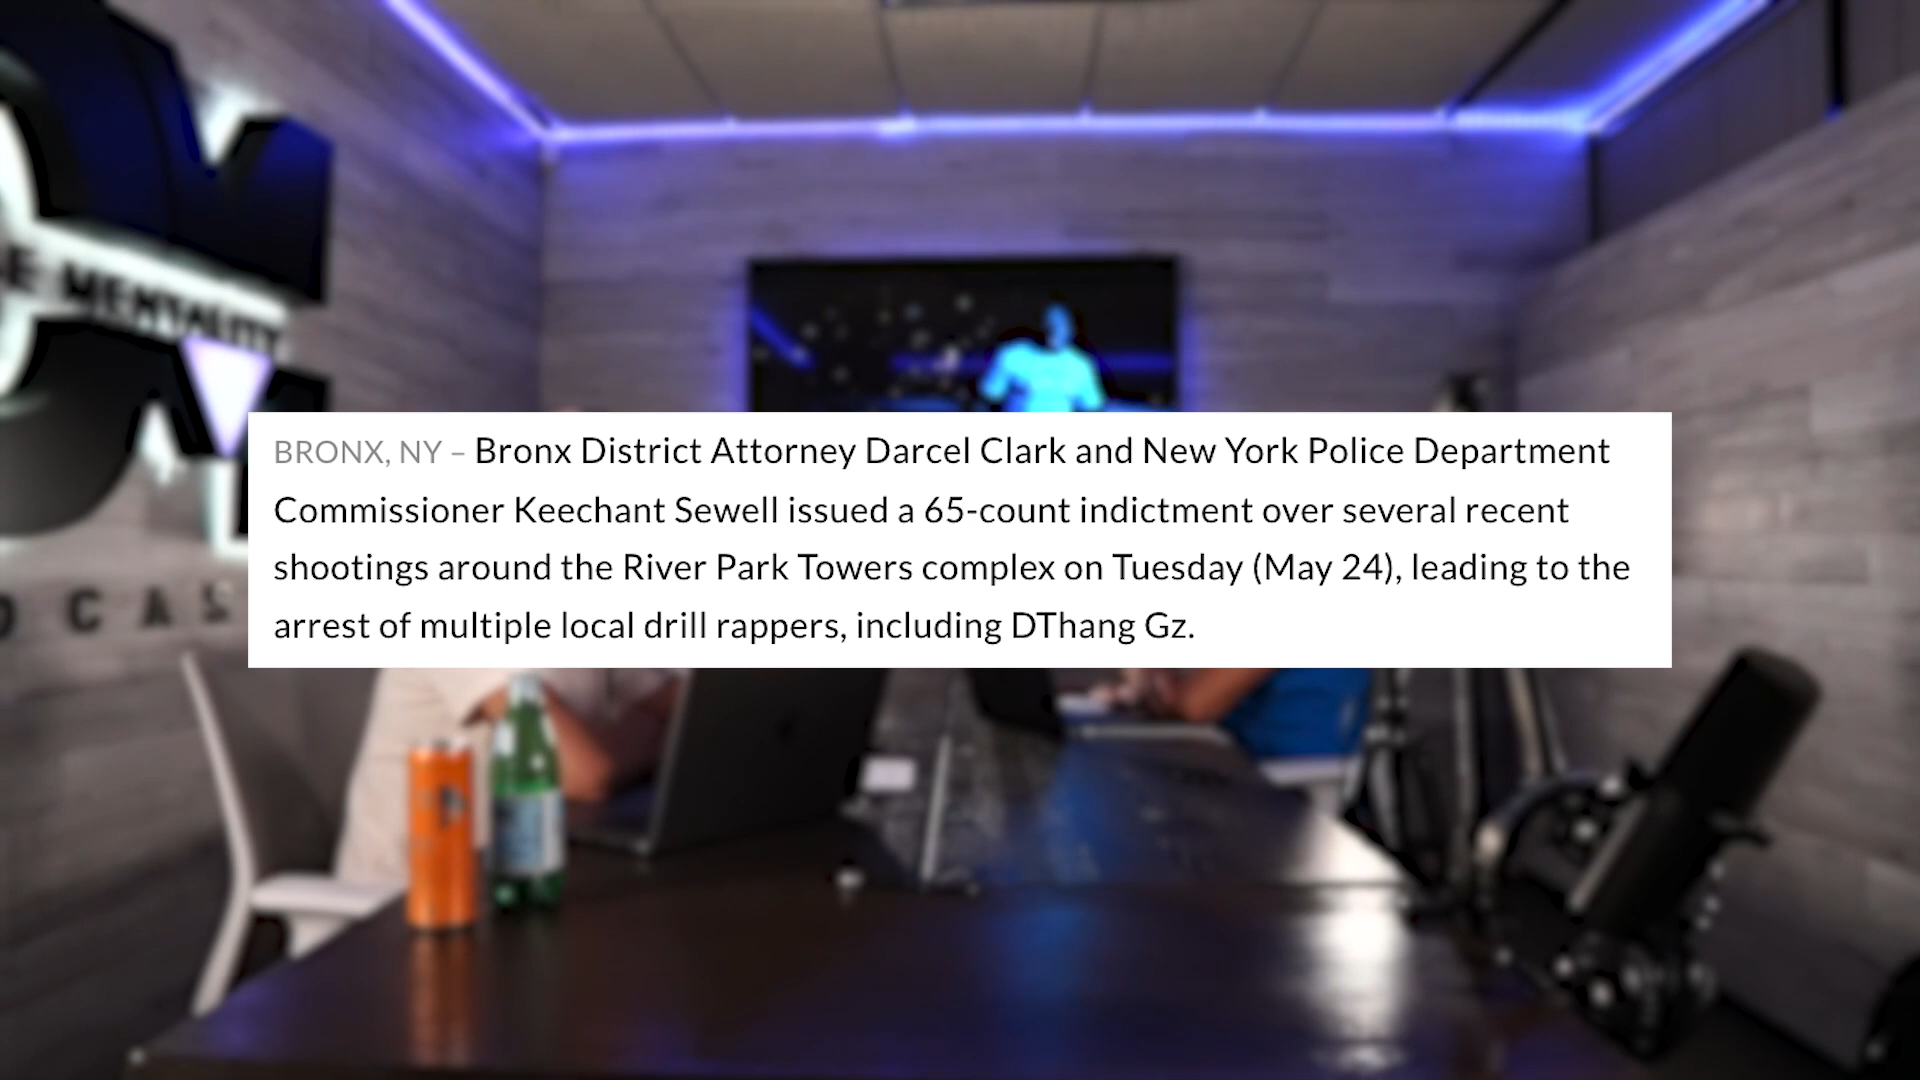 MENTALITY
BRONX, NY – Bronx District Attorney Darcel Clark and New York Police Department
Commissioner Keechant Sewell issued a 65-count indictment over several recent
shootings around the River Park Towers complex on Tuesday (May 24), leading to the
arrest of multiple local drill rappers, including DThang Gz.